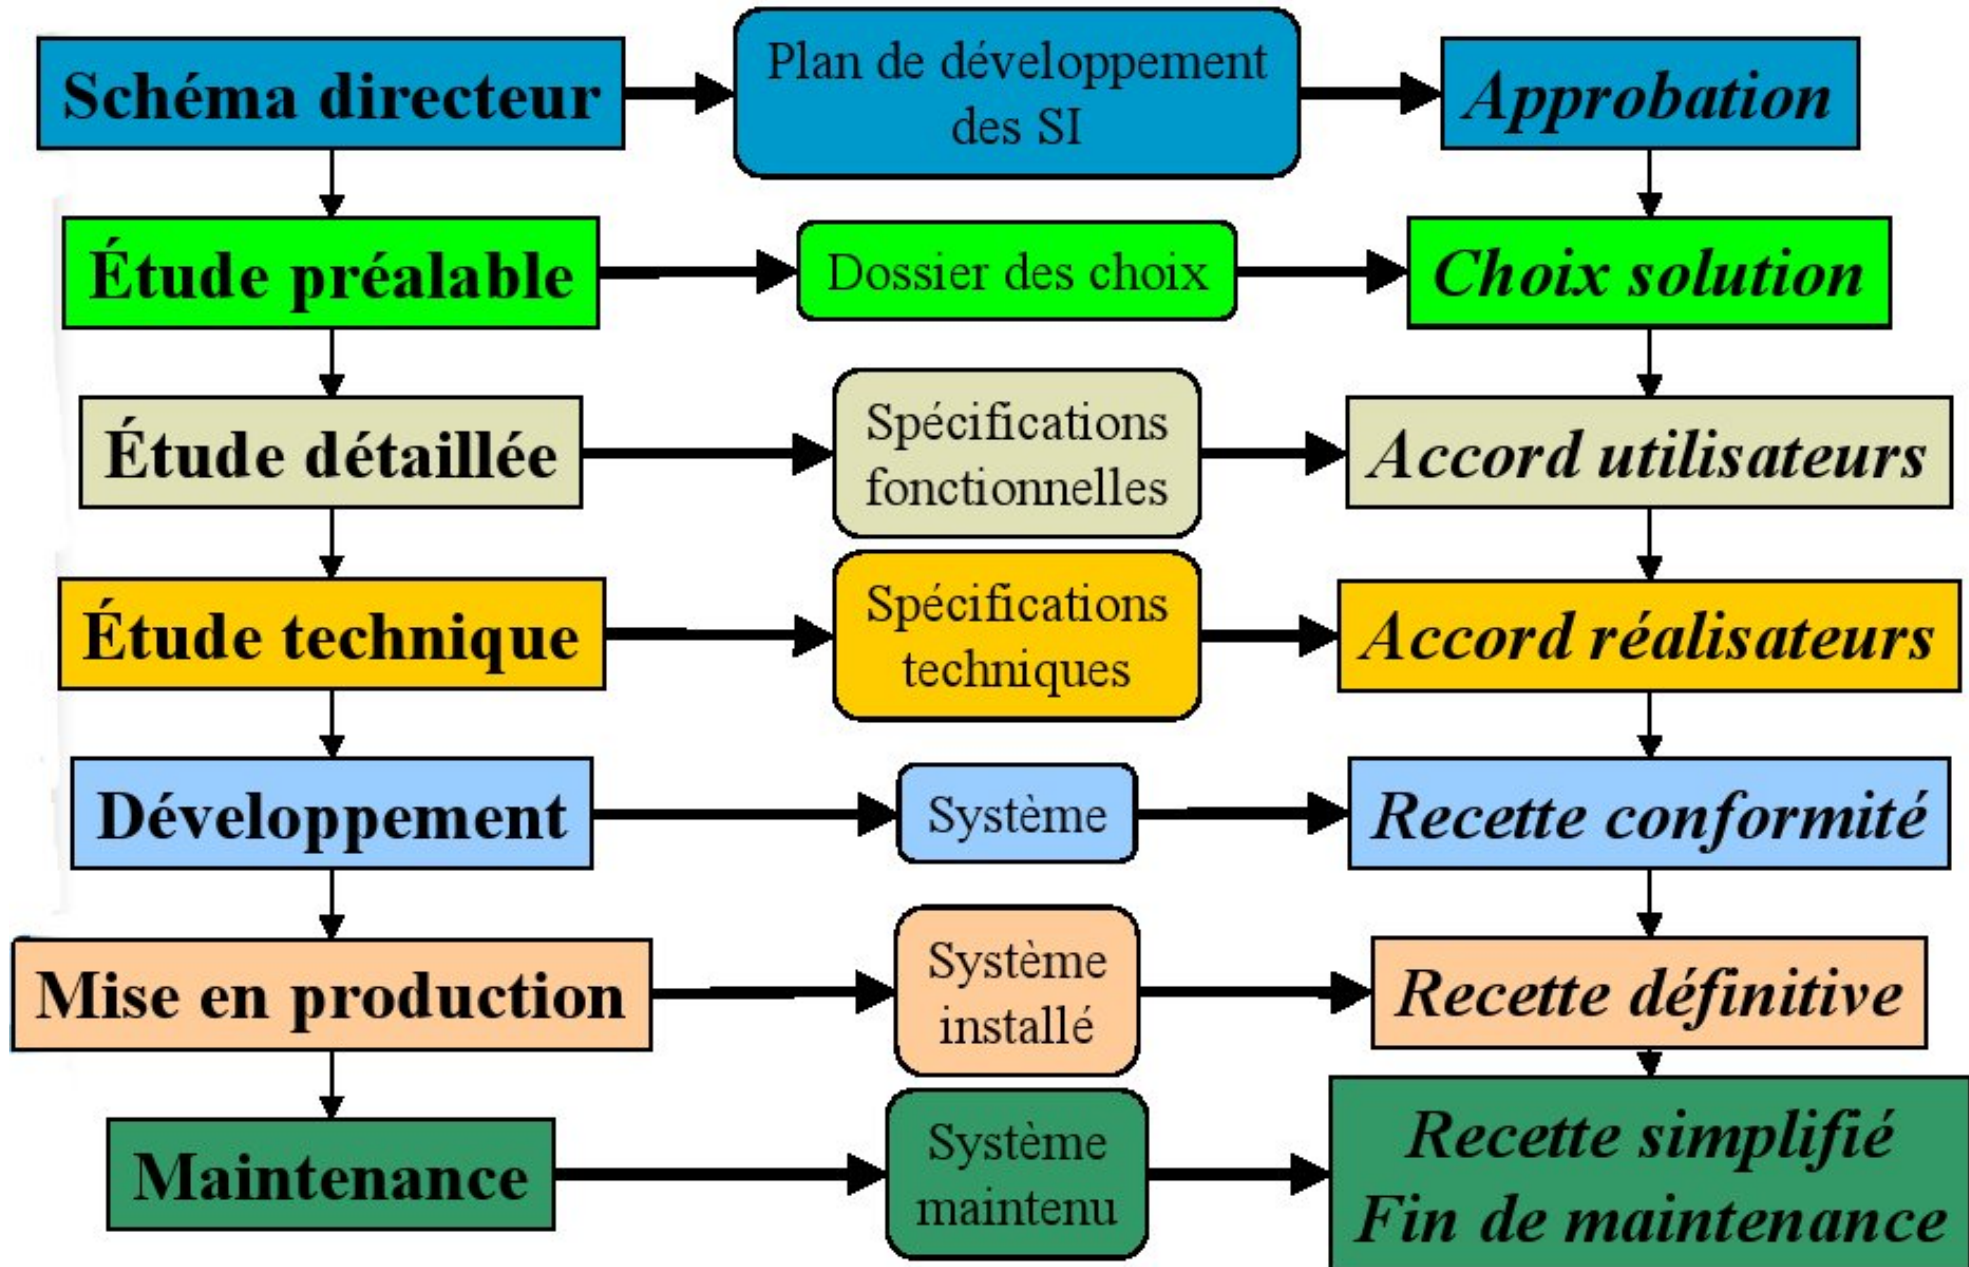 Schéma directeur
Plan de développement
des SI
Approbation
Étude préalable
Dossier des choix
Choix solution
Étude détaillée
Spécifications
fonctionnelles
Accord utilisateurs
Étude technique
Spécifications
techniques
Accord réalisateurs
Développement
Système
Recette conformité
Mise en production
Système
installé
Recette définitive
Maintenance
Système
maintenu
Recette simplifié
Fin de maintenance